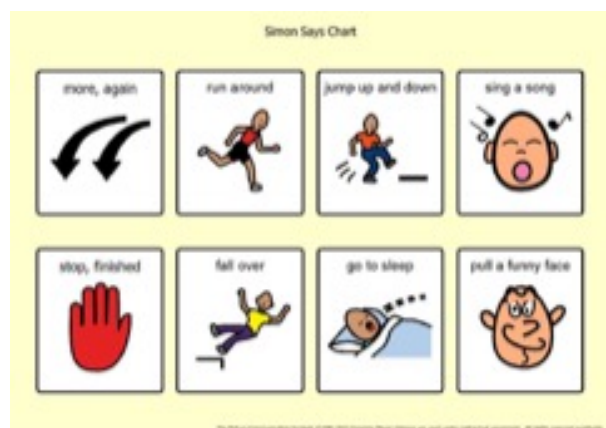 Simon Says Chart
more, again
run around
jump up and down
sing a song
stop, finished
fall over
go to sleep
pull a funny face